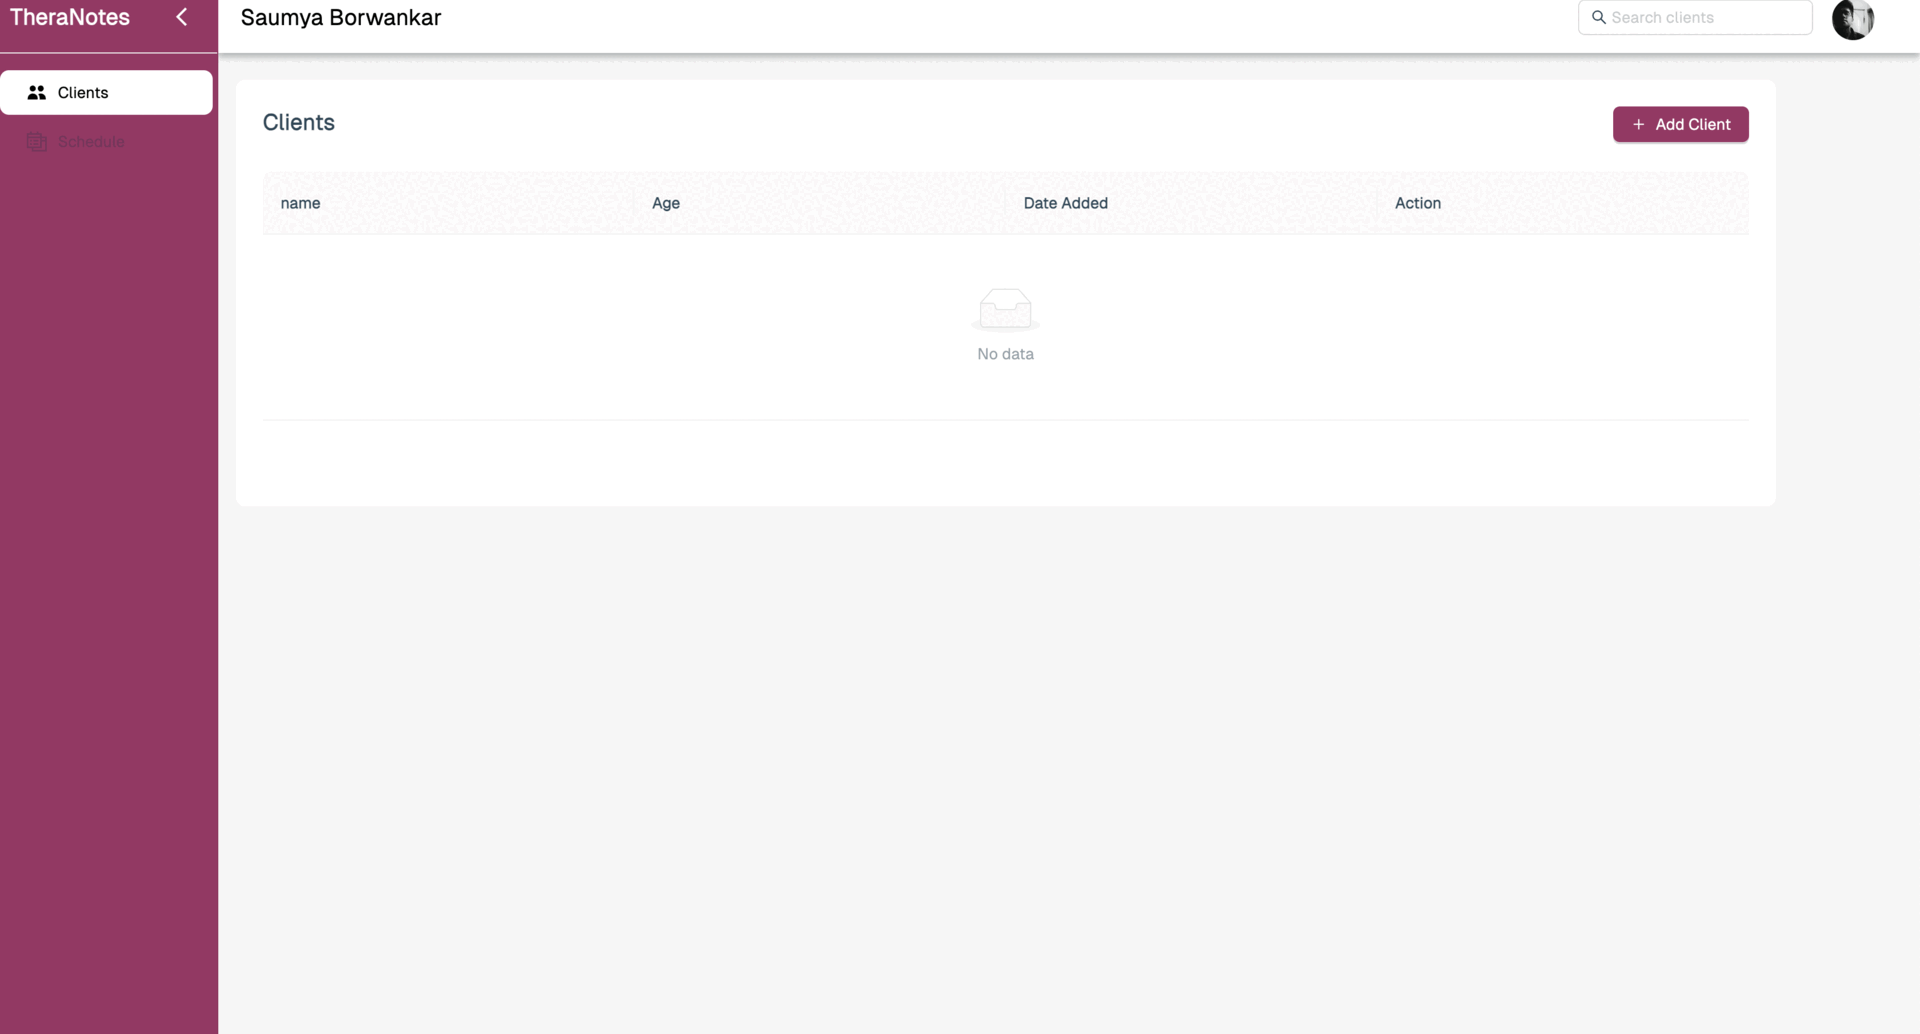 TheraNotes
Saumya Borwankar
Search clients
Clients
Schedule
Clients
Add Client
name Age Date Added Action
No data